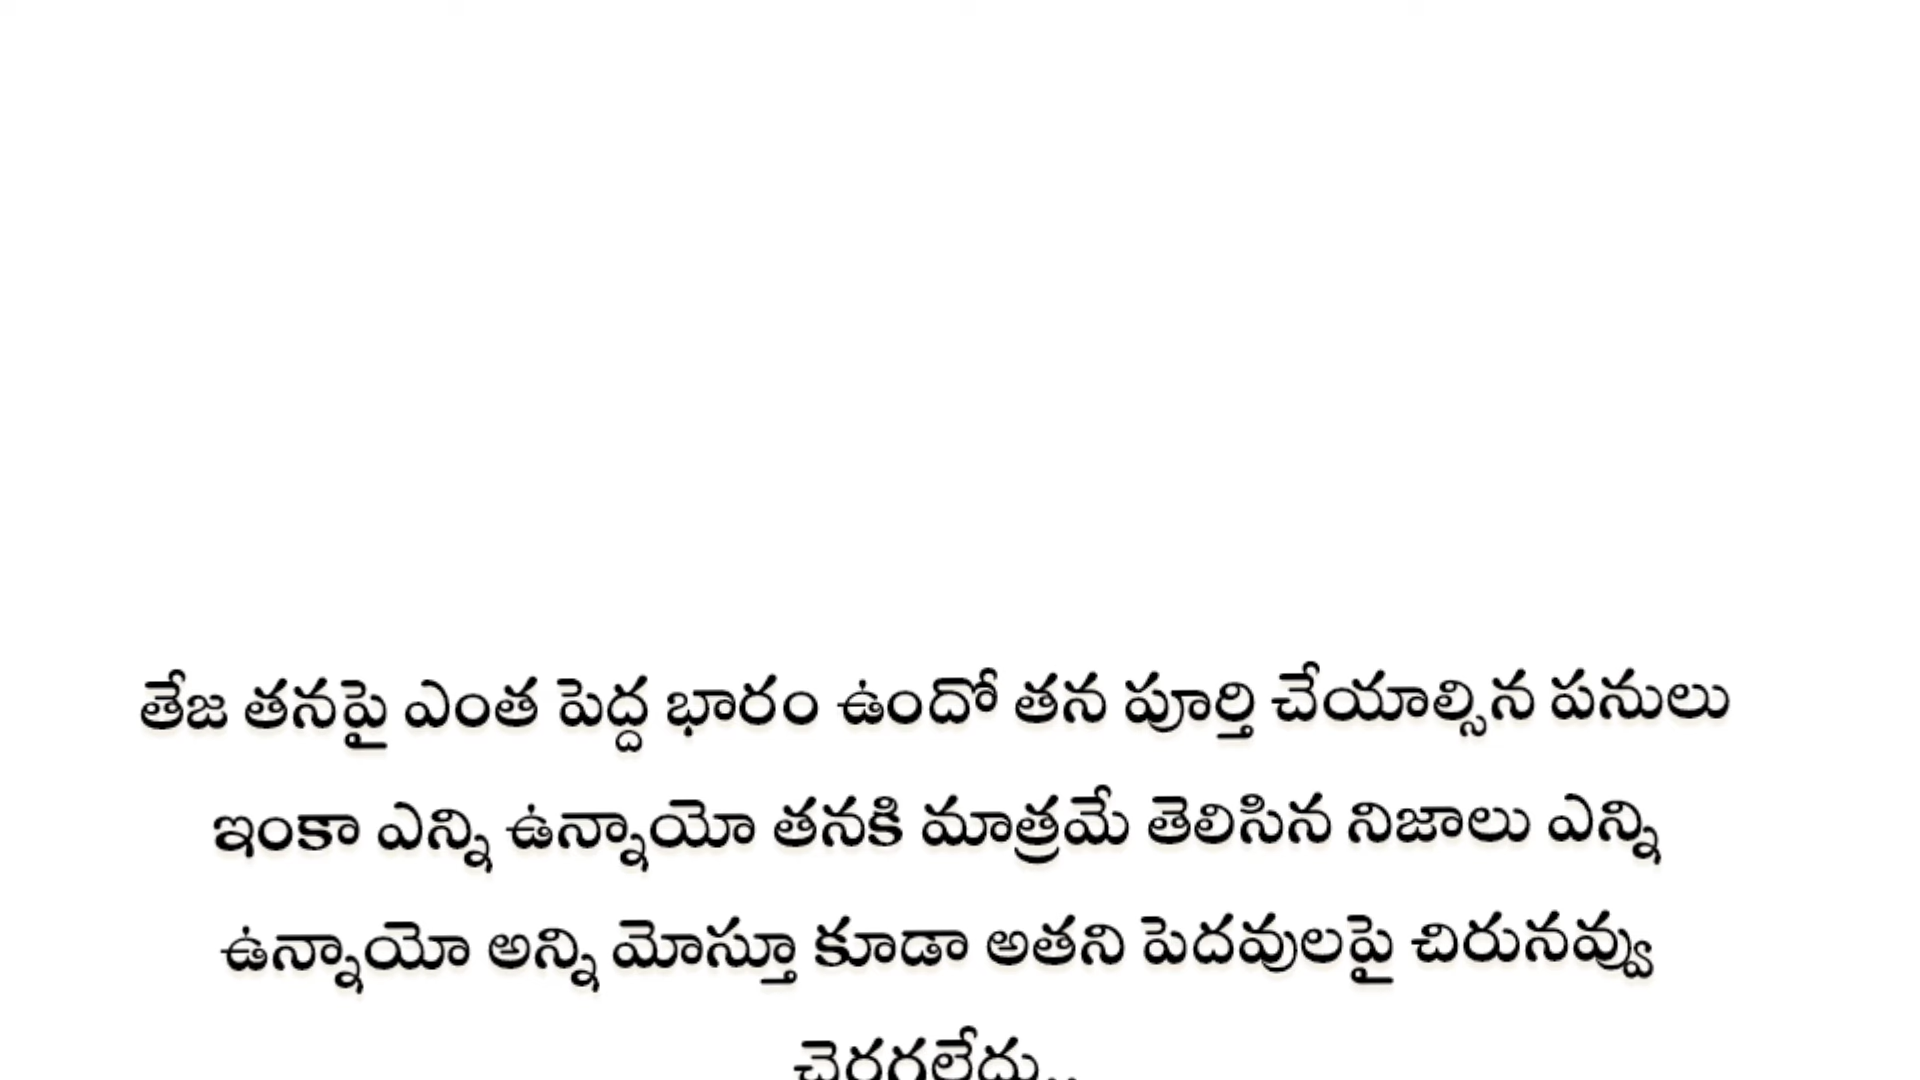 తేజ తనపై ఎంత పెద్ద భారం ఉందో తన పూర్తి చేయాల్సిన పనులు
ఇంకా ఎన్ని ఉన్నాయో తనకి మాత్రమే తెలిసిన నిజాలు ఎన్ని
ఉన్నాయో అన్ని మోస్తూ కూడా అతని పెదవులపై చిరునవ్వు
చెరగలేదు..